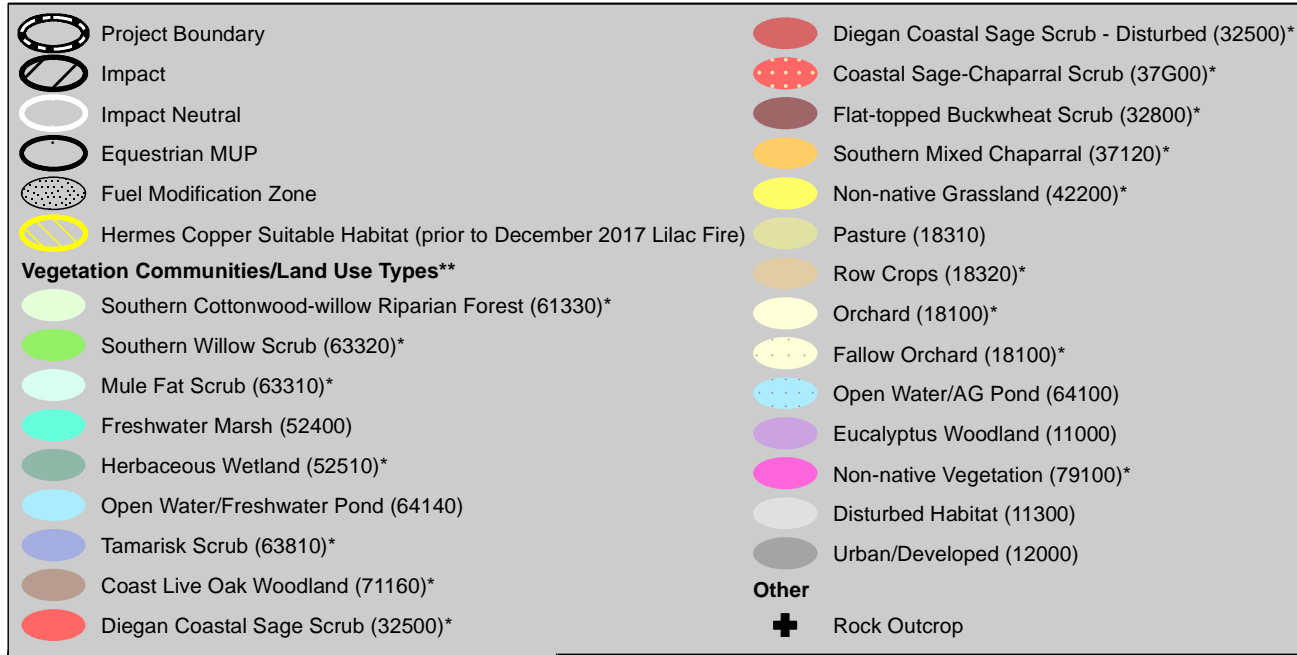 Project Boundary
Impact
Impact Neutral
Equestrian MUP
Fuel Modification Zone
Hermes Copper Suitable Habitat (prior to December 2017 Lilac Fire)
Vegetation Communities/Land Use Types**
Southern Cottonwood-willow Riparian Forest (61330)*
Southern Willow Scrub (63320)*
Mule Fat Scrub (63310)*
Freshwater Marsh (52400)
Herbaceous Wetland (52510)*
Open Water/Freshwater Pond (64140)
Tamarisk Scrub (63810)*
Coast Live Oak Woodland (71160)*
Diegan Coastal Sage Scrub (32500)*
Diegan Coastal Sage Scrub - Disturbed (32500)*
Coastal Sage-Chaparral Scrub (37G00)*
Flat-topped Buckwheat Scrub (32800)*
Southern Mixed Chaparral (37120)*
Non-native Grassland (42200)*
Pasture (18310)
Row Crops (18320)*
Orchard (18100)*
Fallow Orchard (18100)*
Open Water/AG Pond (64100)
Eucalyptus Woodland (11000)
Non-native Vegetation (79100)*
Disturbed Habitat (11300)
Urban/Developed (12000)
Other
Rock Outcrop